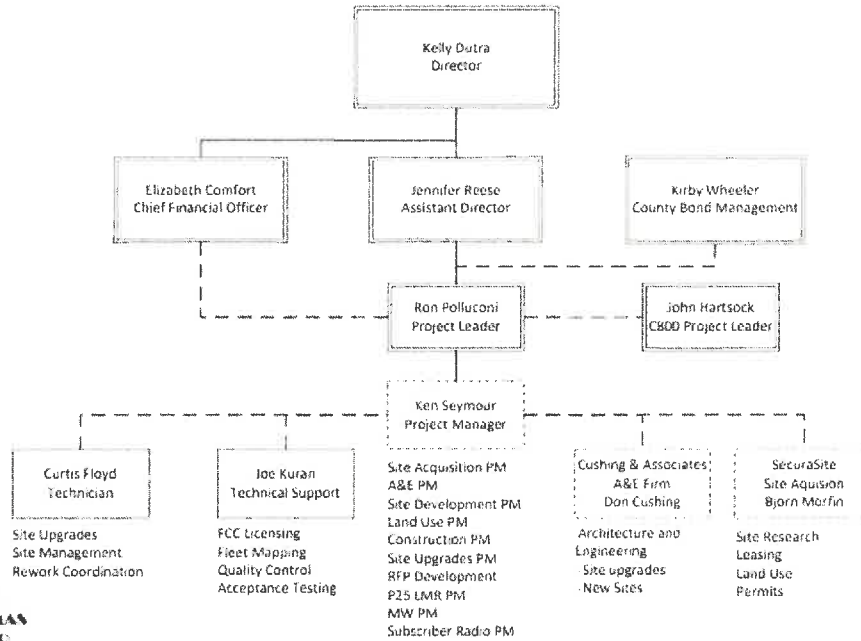 Kelly Dutra
Director
Elizabeth Comfort
Chief Financial Officer
Jennifer Reese
Assistant Director
Kirby Wheeler
County Bond Management
Ron Polluconi
Project Leader
John Hartsock
C800 Project Leader
Ken Seymour
Project Manager
Curtis Floyd
Technician
Site Upgrades
Site Management
Rework Coordination
Joe Kuran
Technical Support
FCC Licensing
Fleet Mapping
Quality Control
Acceptance Testing
Site Acquisition PM
A&E PM
Site Development PM
Land Use PM
Construction PM
Site Upgrades PM
RFP Development
P25 LMR PM
MW PM
Subscriber Radio PM
Cushing & Associates
A&E Firm
Don Cushing
Architecture and
Engineering
-Site upgrades
-New Sites
SecuraSite
Site Aquision
Bjorn Morfin
Site Research
Leasing
Land Use
Permits